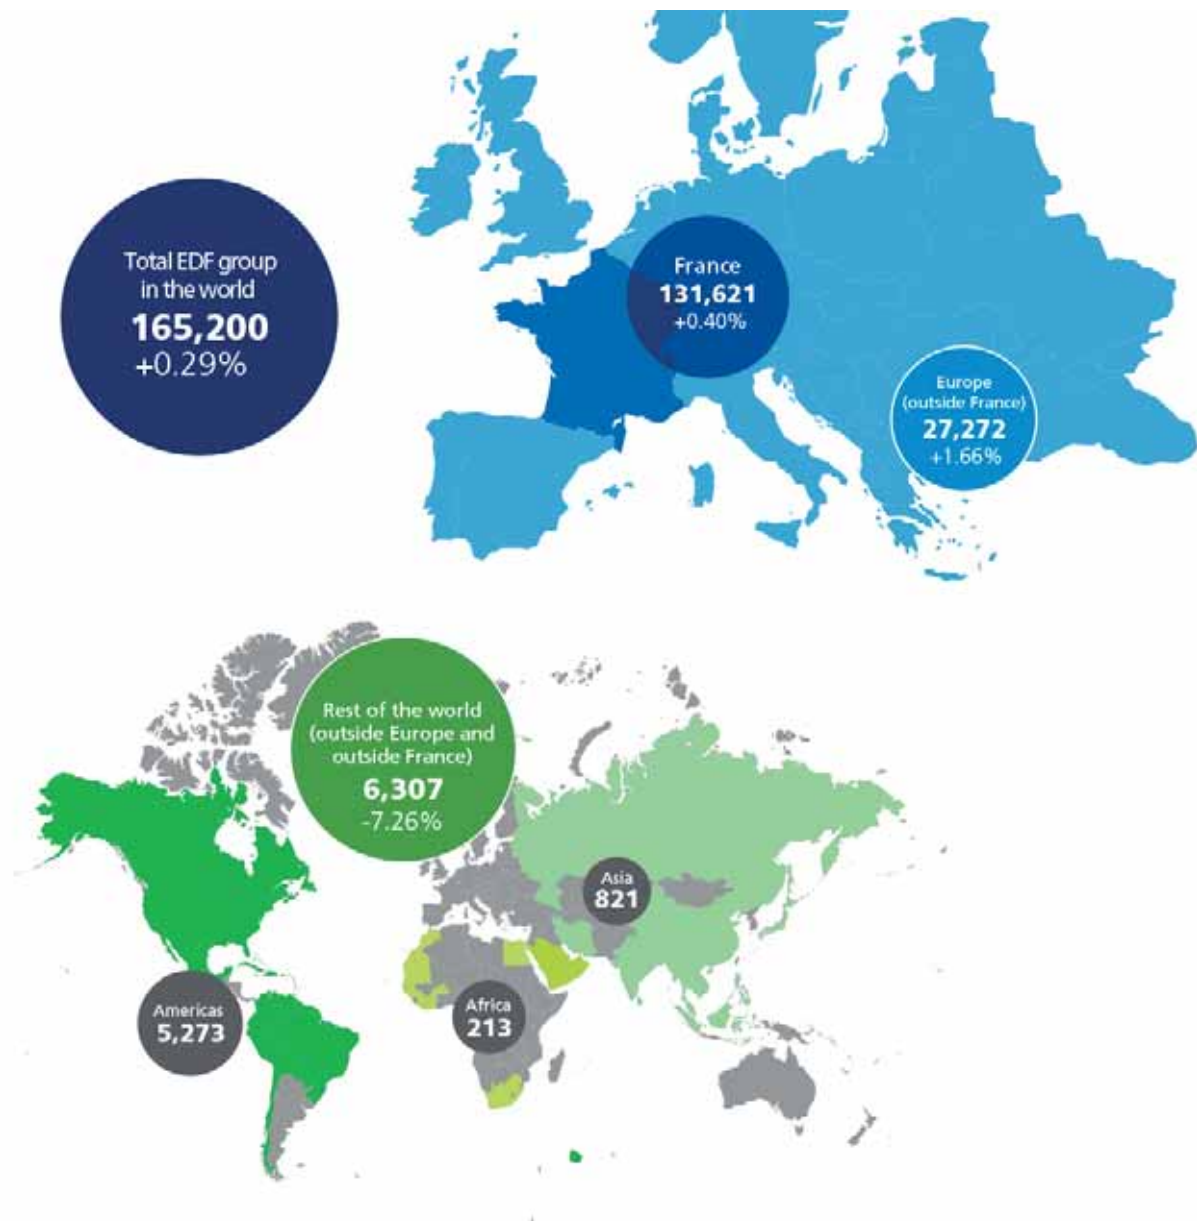 Total EDF group
in the world
165,200
+0.29%
France
131,621
+0.40%
Europe
(outside France)
27,272
+1.66%
Rest of the world
(outside Europe and
outside France)
6,307
-7.26%
Asia
821
Americas
5,273
Africa
213